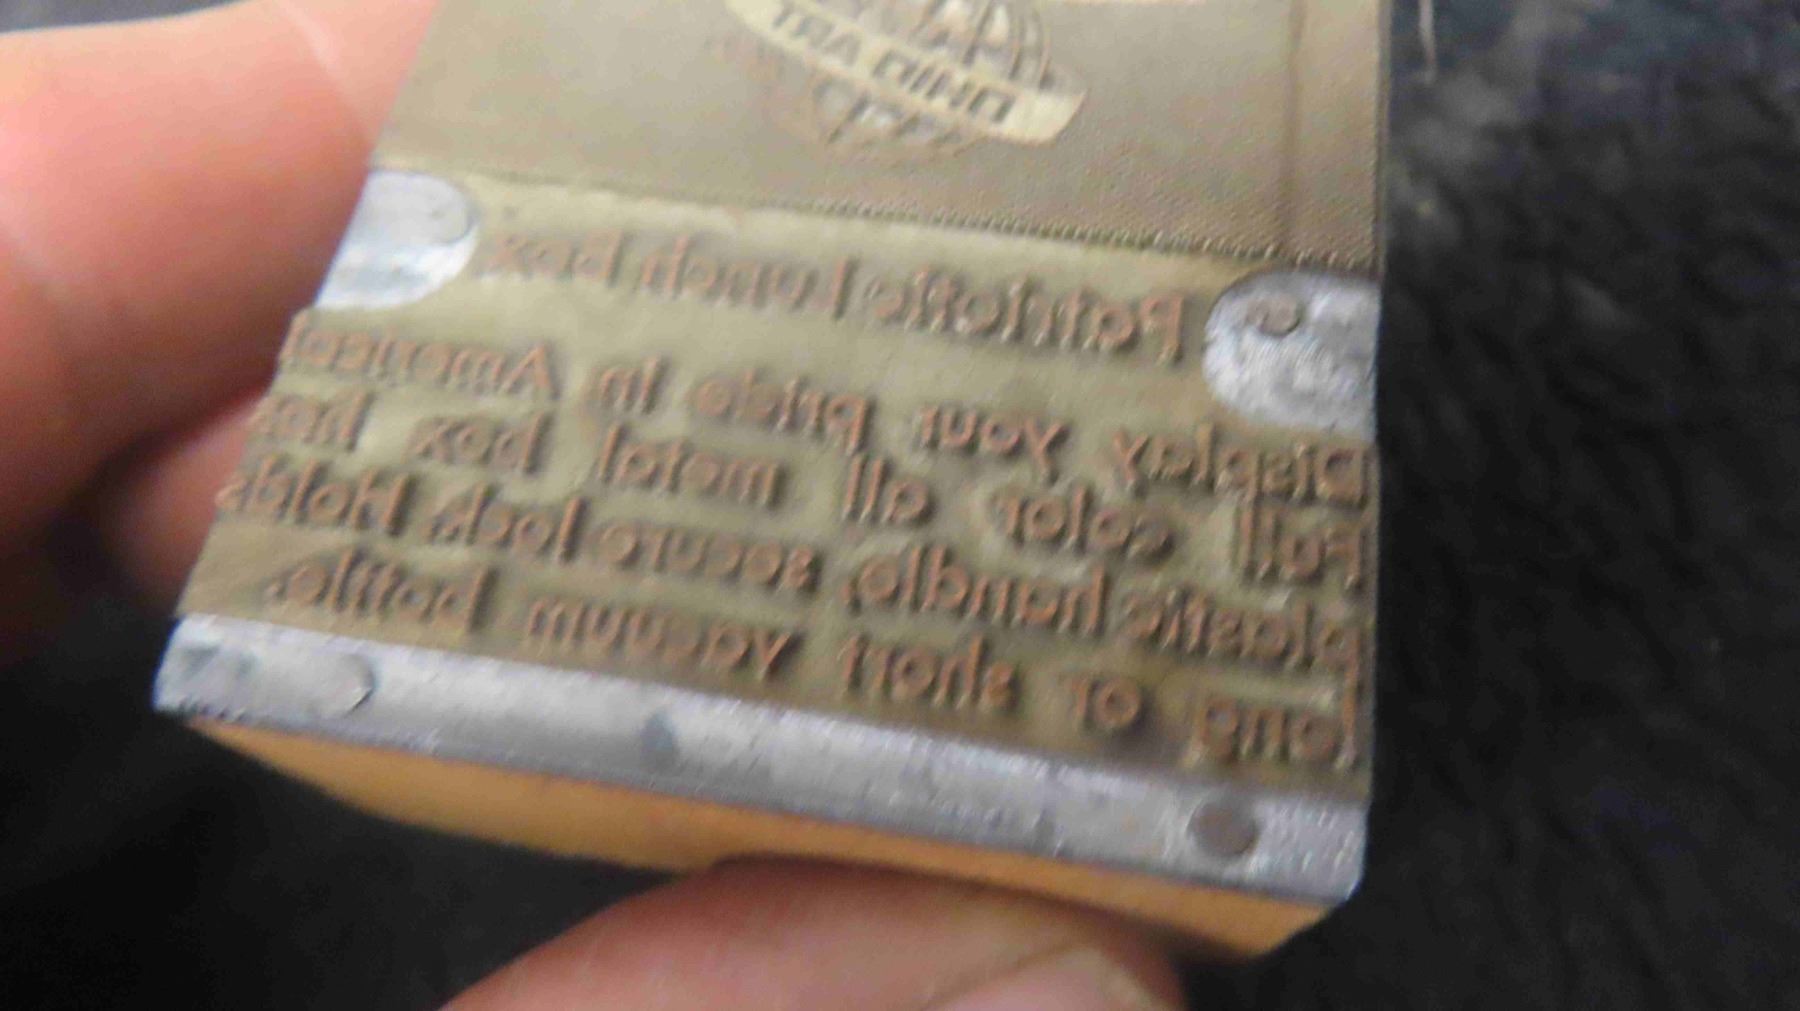 OHIO ART
Patriotic Lunch Box
Display your pride in America!
Full color all metal box has
plastic handle, secure lock. Holds
long or short vacuum bottle.